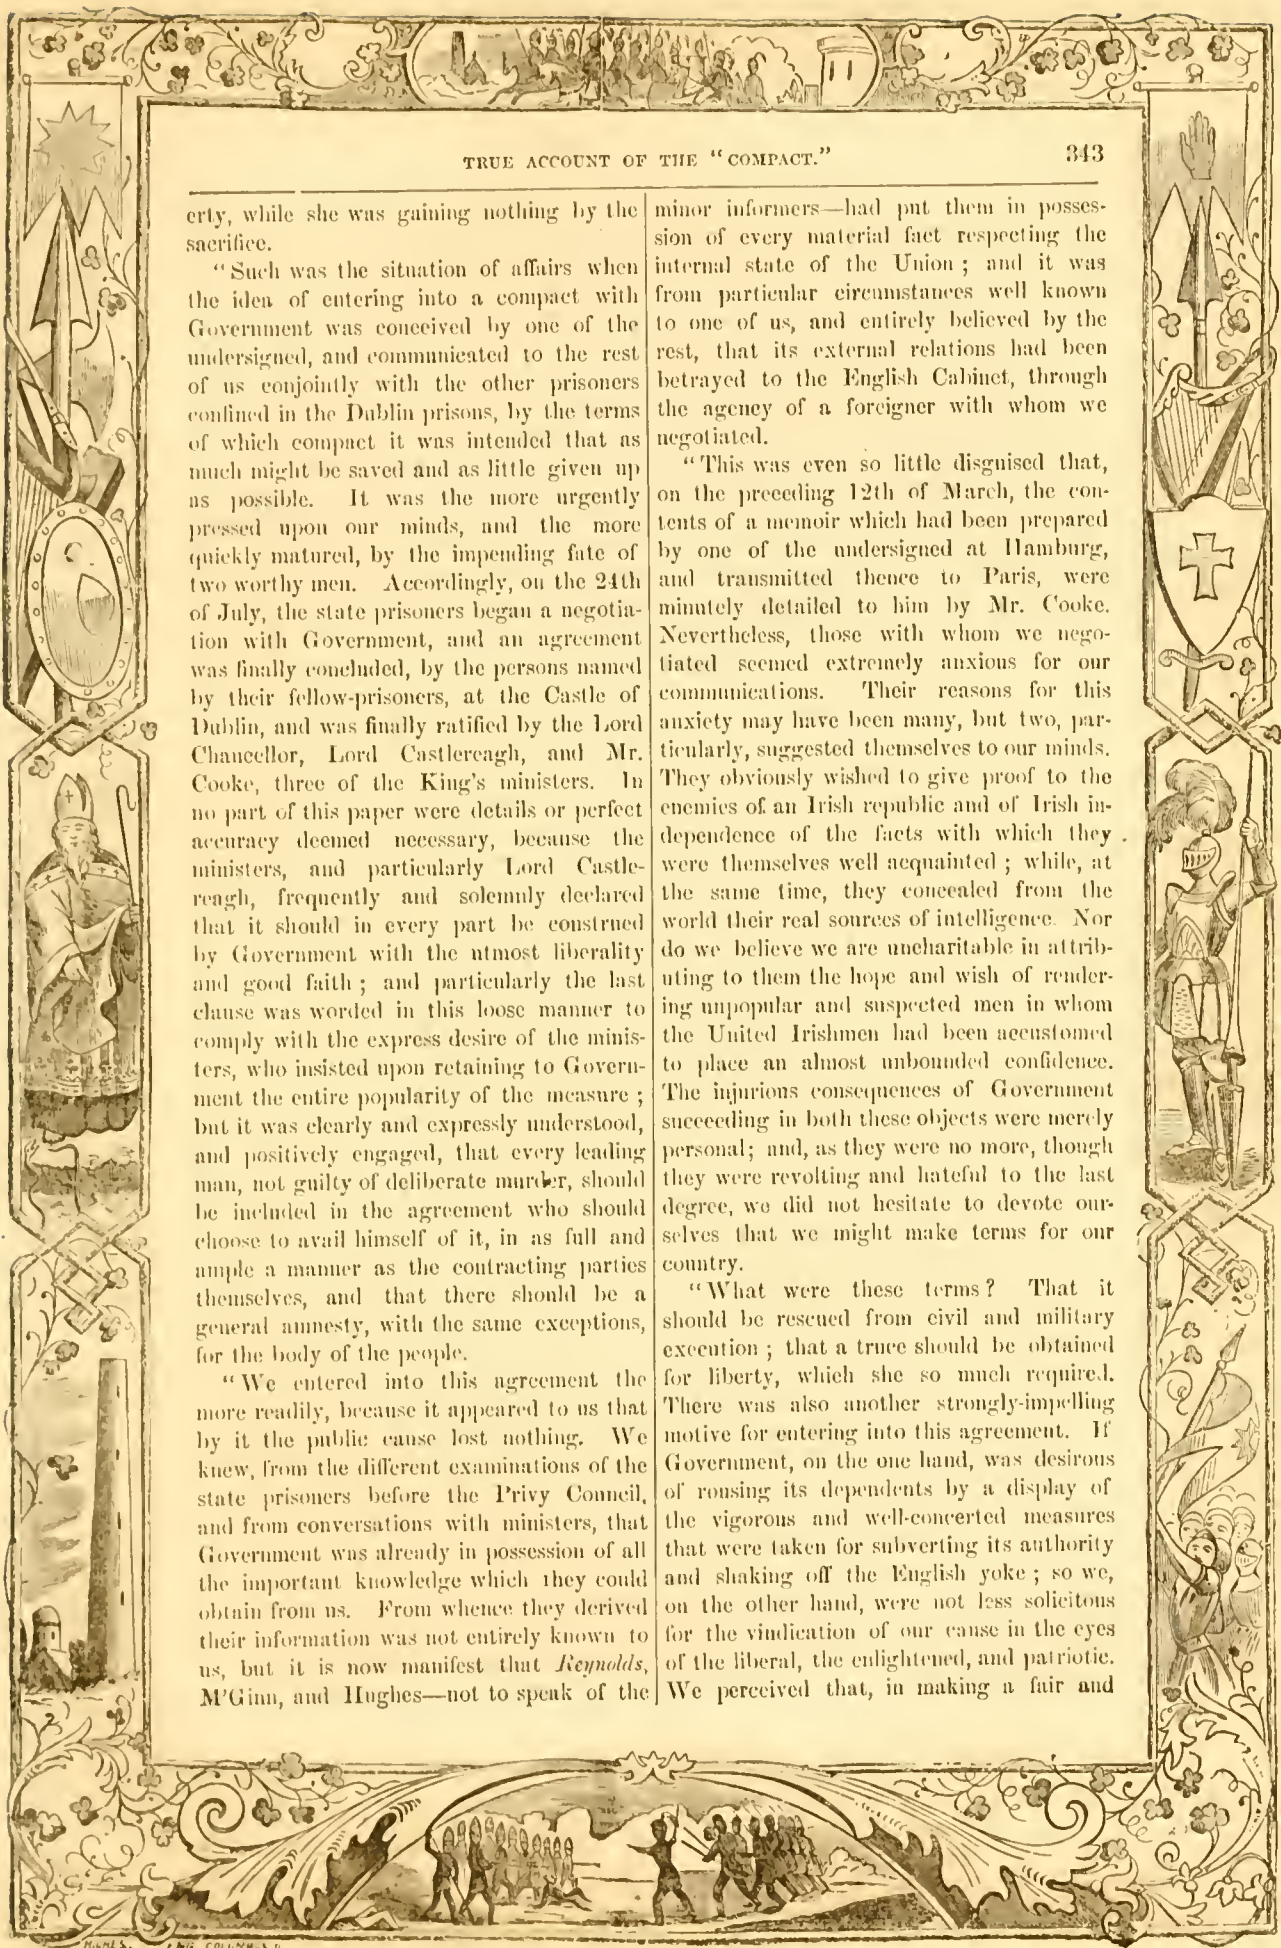 TRUE ACCOUNT OF THE "COMPACT." 343
erty, while she was gaining nothing by the
sacrifice.
"Such was the situation of affairs when
the idea of entering into a compact with
Government was conceived by one of the
undersigned, and communicated to the rest
of us conjointly with the other prisoners
confined in the Dublin prisons, by the terms
of which compact it was intended that as
much might be saved and as little given up
as possible. It was the more urgently
pressed upon our minds, and the more
quickly matured, by the impending fate of
two worthy men. Accordingly, on the 24th
of July, the state prisoners began a negotia-
tion with Government, and an agreement
was finally concluded, by the persons named
by their fellow-prisoners, at the Castle of
Dublin, and was finally ratified by the Lord
Chancellor, Lord Castlereagh, and Mr.
Cooke, three of the King's ministers. In
no part of this paper were details or perfect
accuracy deemed necessary, because the
ministers, and particularly Lord Castle-
reagh, frequently and solemnly declared
that it should in every part be construed
by Government with the utmost liberality
and good faith; and particularly the last
clause was worded in this loose manner to
comply with the express desire of the minis-
ters, who insisted upon retaining to Govern-
ment the entire popularity of the measure;
but it was clearly and expressly understood,
and positively engaged, that every leading
man, not guilty of deliberate murder, should
be included in the agreement who should
choose to avail himself of it, in as full and
ample a manner as the contracting parties
themselves, and that there should be a
general amnesty, with the same exceptions,
for the body of the people.
"We entered into this agreement the
more readily, because it appeared to us that
by it the public cause lost nothing. We
knew, from the different examinations of the
state prisoners before the Privy Council,
and from conversations with ministers, that
Government was already in possession of all
the important knowledge which they could
obtain from us. From whence they derived
their information was not entirely known to
us, but it is now manifest that Reynolds,
M'Ginn, and Hughes—not to speak of the
minor informers—had put them in posses-
sion of every material fact respecting the
internal state of the Union; and it was
from particular circumstances well known
to one of us, and entirely believed by the
rest, that its external relations had been
betrayed to the English Cabinet, through
the agency of a foreigner with whom we
negotiated.
"This was even so little disguised that,
on the preceding 12th of March, the con-
tents of a memoir which had been prepared
by one of the undersigned at Hamburg,
and transmitted thence to Paris, were
minutely detailed to him by Mr. Cooke.
Nevertheless, those with whom we nego-
tiated seemed extremely anxious for our
communications. Their reasons for this
anxiety may have been many, but two, par-
ticularly, suggested themselves to our minds.
They obviously wished to give proof to the
enemies of an Irish republic and of Irish in-
dependence of the facts with which they
were themselves well acquainted; while, at
the same time, they concealed from the
world their real sources of intelligence. Nor
do we believe we are uncharitable in attrib-
uting to them the hope and wish of render-
ing unpopular and suspected men in whom
the United Irishmen had been accustomed
to place an almost unbounded confidence.
The injurious consequences of Government
succeeding in both these objects were merely
personal; and, as they were no more, though
they were revolting and hateful to the last
degree, we did not hesitate to devote our-
selves that we might make terms for our
country.
"What were these terms? That it
should be rescued from civil and military
execution; that a truce should be obtained
for liberty, which she so much required.
There was also another strongly-impelling
motive for entering into this agreement. If
Government, on the one hand, was desirous
of rousing its dependents by a display of
the vigorous and well-concerted measures
that were taken for subverting its authority
and shaking off the English yoke; so we,
on the other hand, were not less solicitous
for the vindication of our cause in the eyes
of the liberal, the enlightened, and patriotic.
We perceived that, in making a fair and